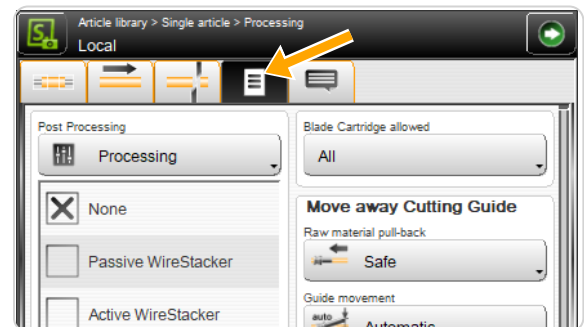 Article library > Single article > Processing
Local
Post Processing
Processing
None
Passive WireStacker
Active WireStacker
Blade Cartridge allowed
All
Move away Cutting Guide
Raw material pull-back
Safe
Guide movement
auto
Automatic